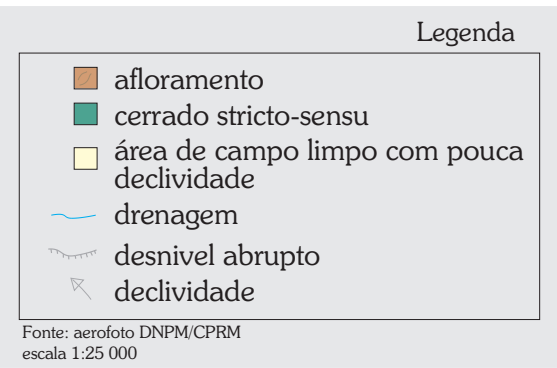 Legenda
afloramento
cerrado stricto-sensu
área de campo limpo com pouca
declividade
drenagem
desnivel abrupto
declividade
Fonte: aerofoto DNPM/CPRM
escala 1:25 000